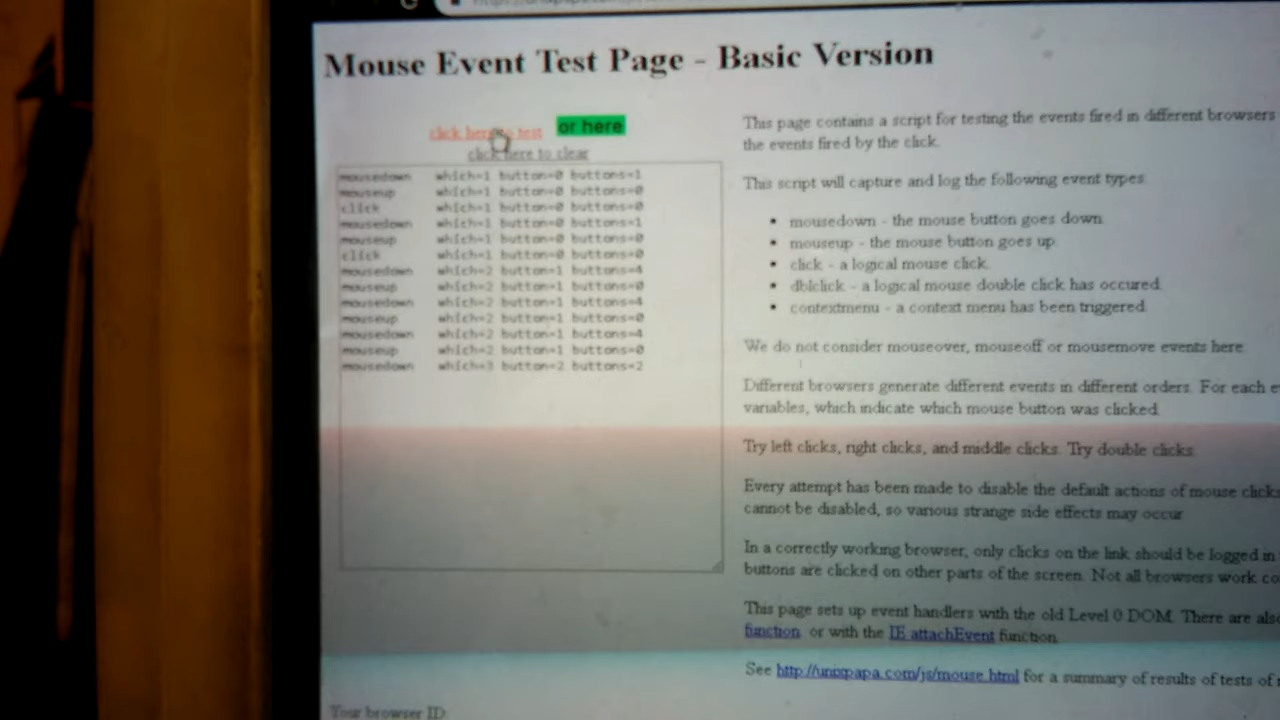 Mouse Event Test Page - Basic Version
click here to test or here
click here to clear
mousedown which=1 button=0 buttons=1
mouseup which=1 button=0 buttons=0
click which=1 button=0 buttons=0
mousedown which=1 button=0 buttons=1
mouseup which=1 button=0 buttons=0
click which=1 button=0 buttons=0
mousedown which=2 button=1 buttons=4
mouseup which=2 button=1 buttons=0
mousedown which=2 button=1 buttons=4
mouseup which=2 button=1 buttons=0
mousedown which=2 button=1 buttons=4
mouseup which=2 button=1 buttons=0
mousedown which=3 button=2 buttons=2
This page contains a script for testing the events fired in different browsers
the events fired by the click.
This script will capture and log the following event types
• mousedown - the mouse button goes down.
• mouseup - the mouse button goes up
• click - a logical mouse click.
• dblclick - a logical mouse double click has occured.
• contextmenu - a context menu has been triggered.
We do not consider mouseover, mouseoff or mousemove events here.
Different browsers generate different events in different orders. For each
variables, which indicate which mouse button was clicked.
Try left clicks, right clicks, and middle clicks. Try double clicks.
Every attempt has been made to disable the default actions of mouse clicks
cannot be disabled, so various strange side effects may occur
In a correctly working browser, only clicks on the link should be logged in
buttons are clicked on other parts of the screen. Not all browsers work
This page sets up event handlers with the old Level 0 DOM. There are
function or with the IE attachEvent function.
See http://unixpapa.com/js/mouse.html for a summary of results of tests of
Your browser ID: